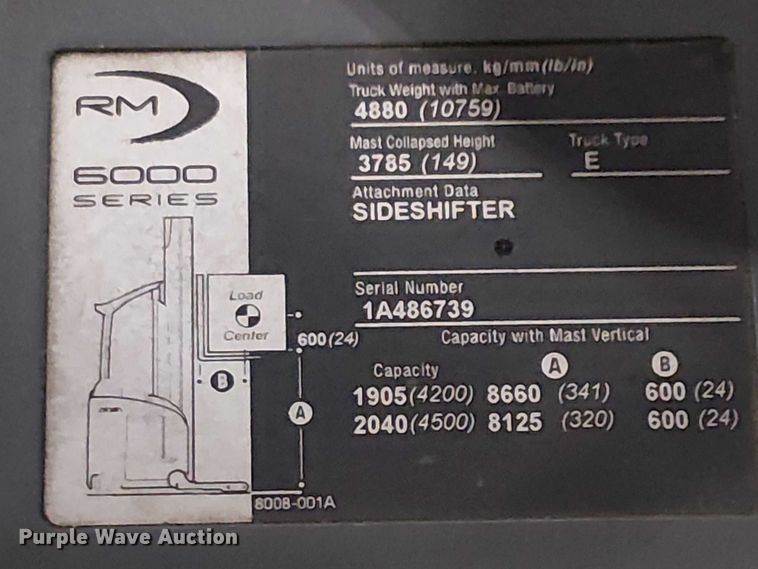 RM
6000
SERIES
Load
Center
600(24)
B
A
8008-001A
Units of measure. kg/mm(lb/in)
Truck Weight with Max. Battery
4880 (10759)
Mast Collapsed Height Truck Type
3785 (149) E
Attachment Data
SIDESHIFTER
Serial Number
1A486739
Capacity with Mast Vertical
Capacity A B
1905(4200) 8660 (341) 600 (24)
2040(4500) 8125 (320) 600 (24)
Purple Wave Auction